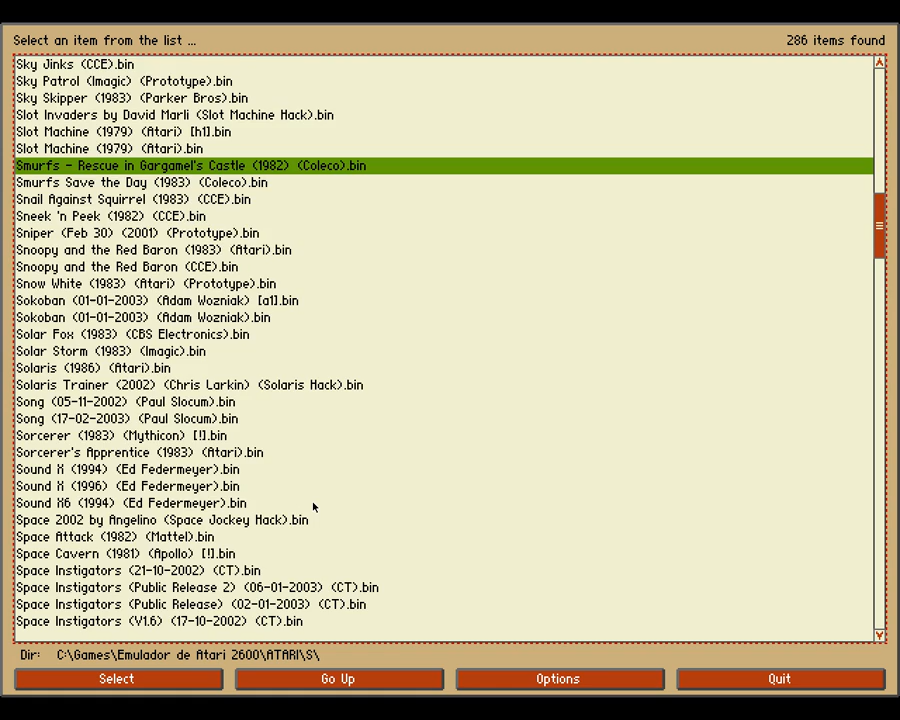 Select an item from the list ... 286 items found
Sky Jinks (CCE).bin
Sky Patrol (Imagic) (Prototype).bin
Sky Skipper (1983) (Parker Bros).bin
Slot Invaders by David Marli (Slot Machine Hack).bin
Slot Machine (1979) (Atari) [h1].bin
Slot Machine (1979) (Atari).bin
Smurfs - Rescue in Gargamel's Castle (1982) (Coleco).bin
Smurfs Save the Day (1983) (Coleco).bin
Snail Against Squirrel (1983) (CCE).bin
Sneek 'n Peek (1982) (CCE).bin
Sniper (Feb 30) (2001) (Prototype).bin
Snoopy and the Red Baron (1983) (Atari).bin
Snoopy and the Red Baron (CCE).bin
Snow White (1983) (Atari) (Prototype).bin
Sokoban (01-01-2003) (Adam Wozniak) [a1].bin
Sokoban (01-01-2003) (Adam Wozniak).bin
Solar Fox (1983) (CBS Electronics).bin
Solar Storm (1983) (Imagic).bin
Solaris (1986) (Atari).bin
Solaris Trainer (2002) (Chris Larkin) (Solaris Hack).bin
Song (05-11-2002) (Paul Slocum).bin
Song (17-02-2003) (Paul Slocum).bin
Sorcerer (1983) (Mythicon) [!].bin
Sorcerer's Apprentice (1983) (Atari).bin
Sound X (1994) (Ed Federmeyer).bin
Sound X (1996) (Ed Federmeyer).bin
Sound X6 (1994) (Ed Federmeyer).bin
Space 2002 by Angelino (Space Jockey Hack).bin
Space Attack (1982) (Mattel).bin
Space Cavern (1981) (Apollo) [!].bin
Space Instigators (21-10-2002) (CT).bin
Space Instigators (Public Release 2) (06-01-2003) (CT).bin
Space Instigators (Public Release) (02-01-2003) (CT).bin
Space Instigators (V1.6) (17-10-2002) (CT).bin
Dir: C:\Games\Emulador de Atari 2600\ATARI\S\
Select Go Up Options Quit